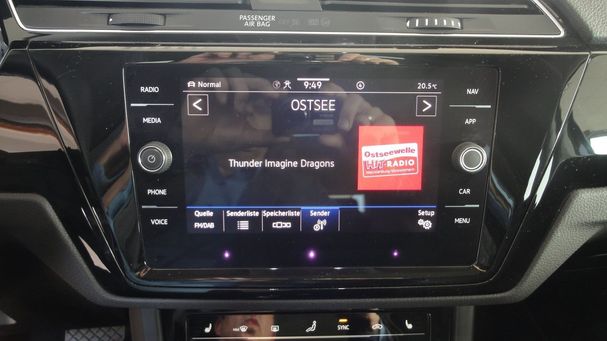 PASSENGER
AIR BAG
RADIO
MEDIA
PHONE
VOICE
Normal
9:49
20.5°C
OSTSEE
Thunder Imagine Dragons
Ostseewelle
HIT-RADIO
Quelle
FM/DAB
Senderliste
Speicherliste
Sender
Setup
NAV
APP
CAR
MENU
SYNC